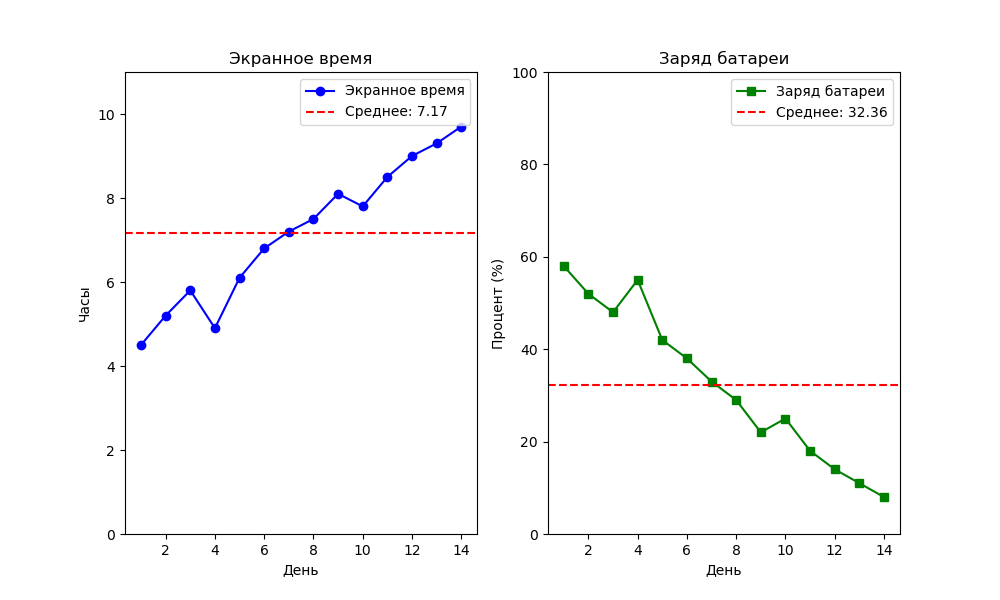 Экранное время
Экранное время
Среднее: 7.17
10
8
6
4
2
0
Часы
2 4 6 8 10 12 14
День
Заряд батареи
Заряд батареи
Среднее: 32.36
100
80
60
40
20
0
Процент (%)
2 4 6 8 10 12 14
День